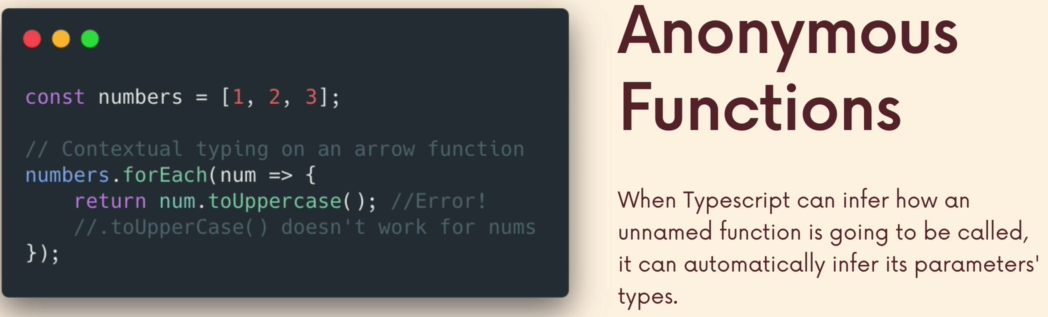 const numbers = [1, 2, 3];
// Contextual typing on an arrow function
numbers.forEach(num => {
    return num.toUppercase(); //Error!
    //.toUpperCase() doesn't work for nums
});
Anonymous
Functions
When Typescript can infer how an
unnamed function is going to be called,
it can automatically infer its parameters'
types.